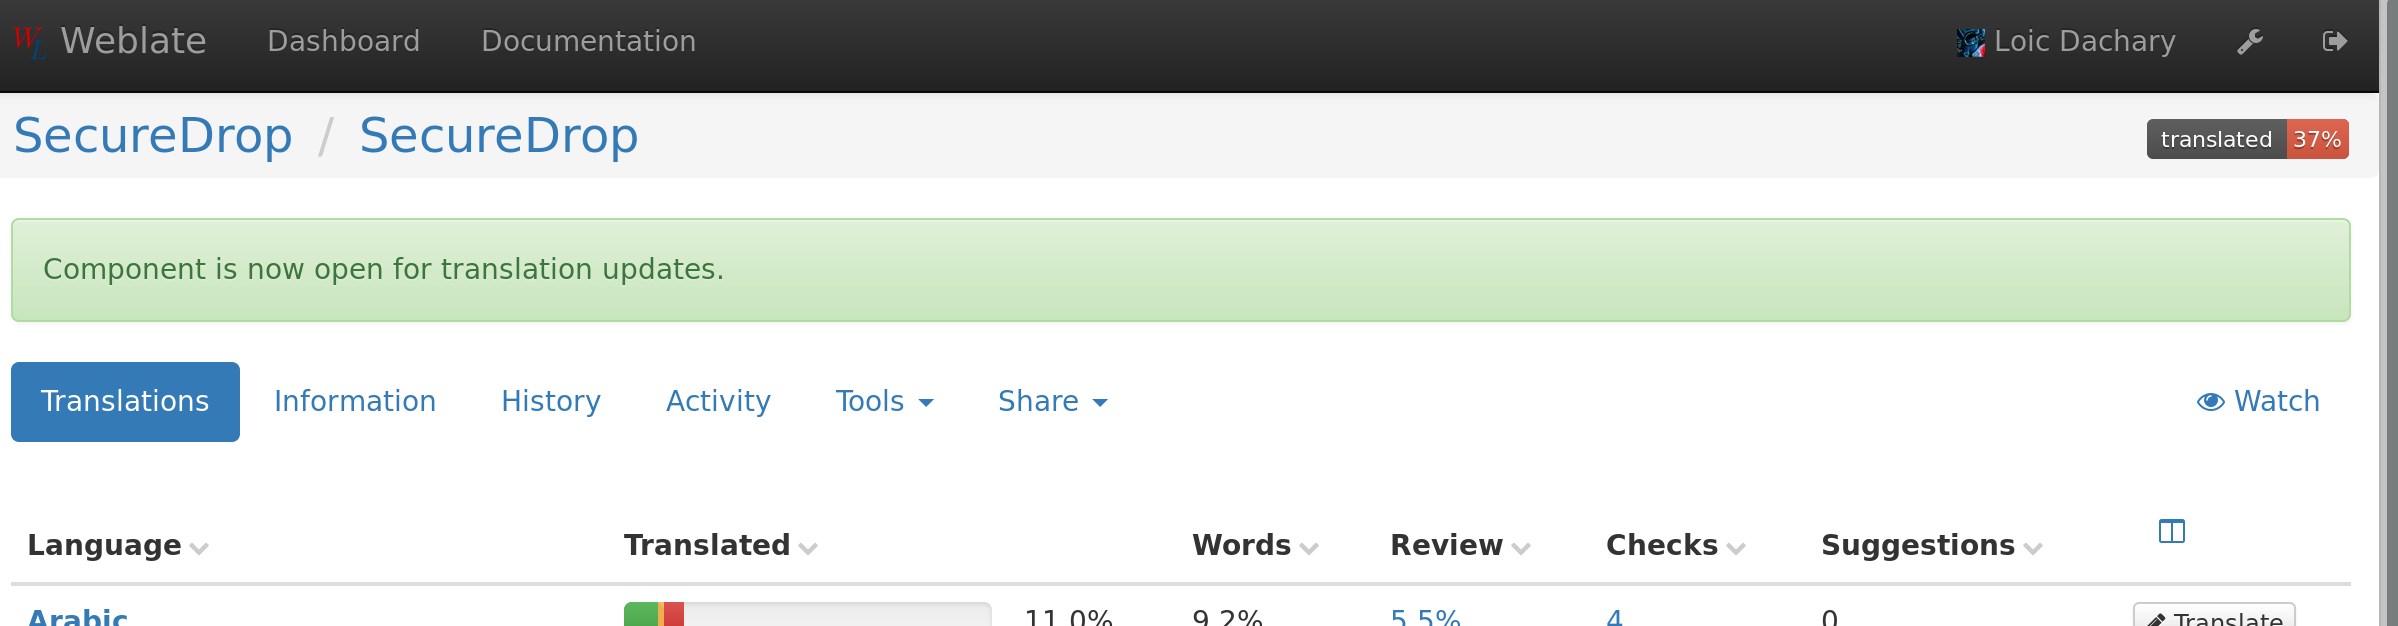 WL Weblate Dashboard Documentation Loic Dachary
SecureDrop / SecureDrop translated 37%
Component is now open for translation updates.
Translations Information History Activity Tools Share Watch
Language Translated Words Review Checks Suggestions
Arabic 11.0% 9.2% 5.5% 4 0 Translate